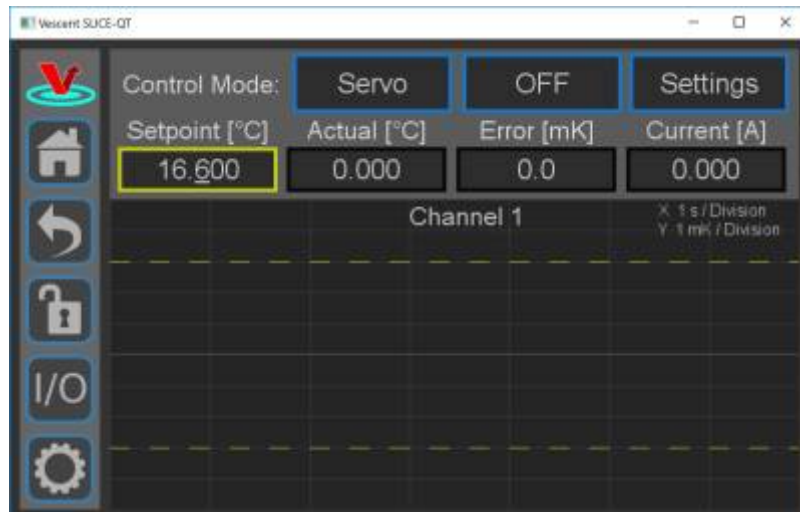 Vescent SLICE-QT
Control Mode: Servo OFF Settings
Setpoint [°C] Actual [°C] Error [mK] Current [A]
16.600 0.000 0.0 0.000
Channel 1
X 1 s / Division
Y 1 mK / Division
I/O